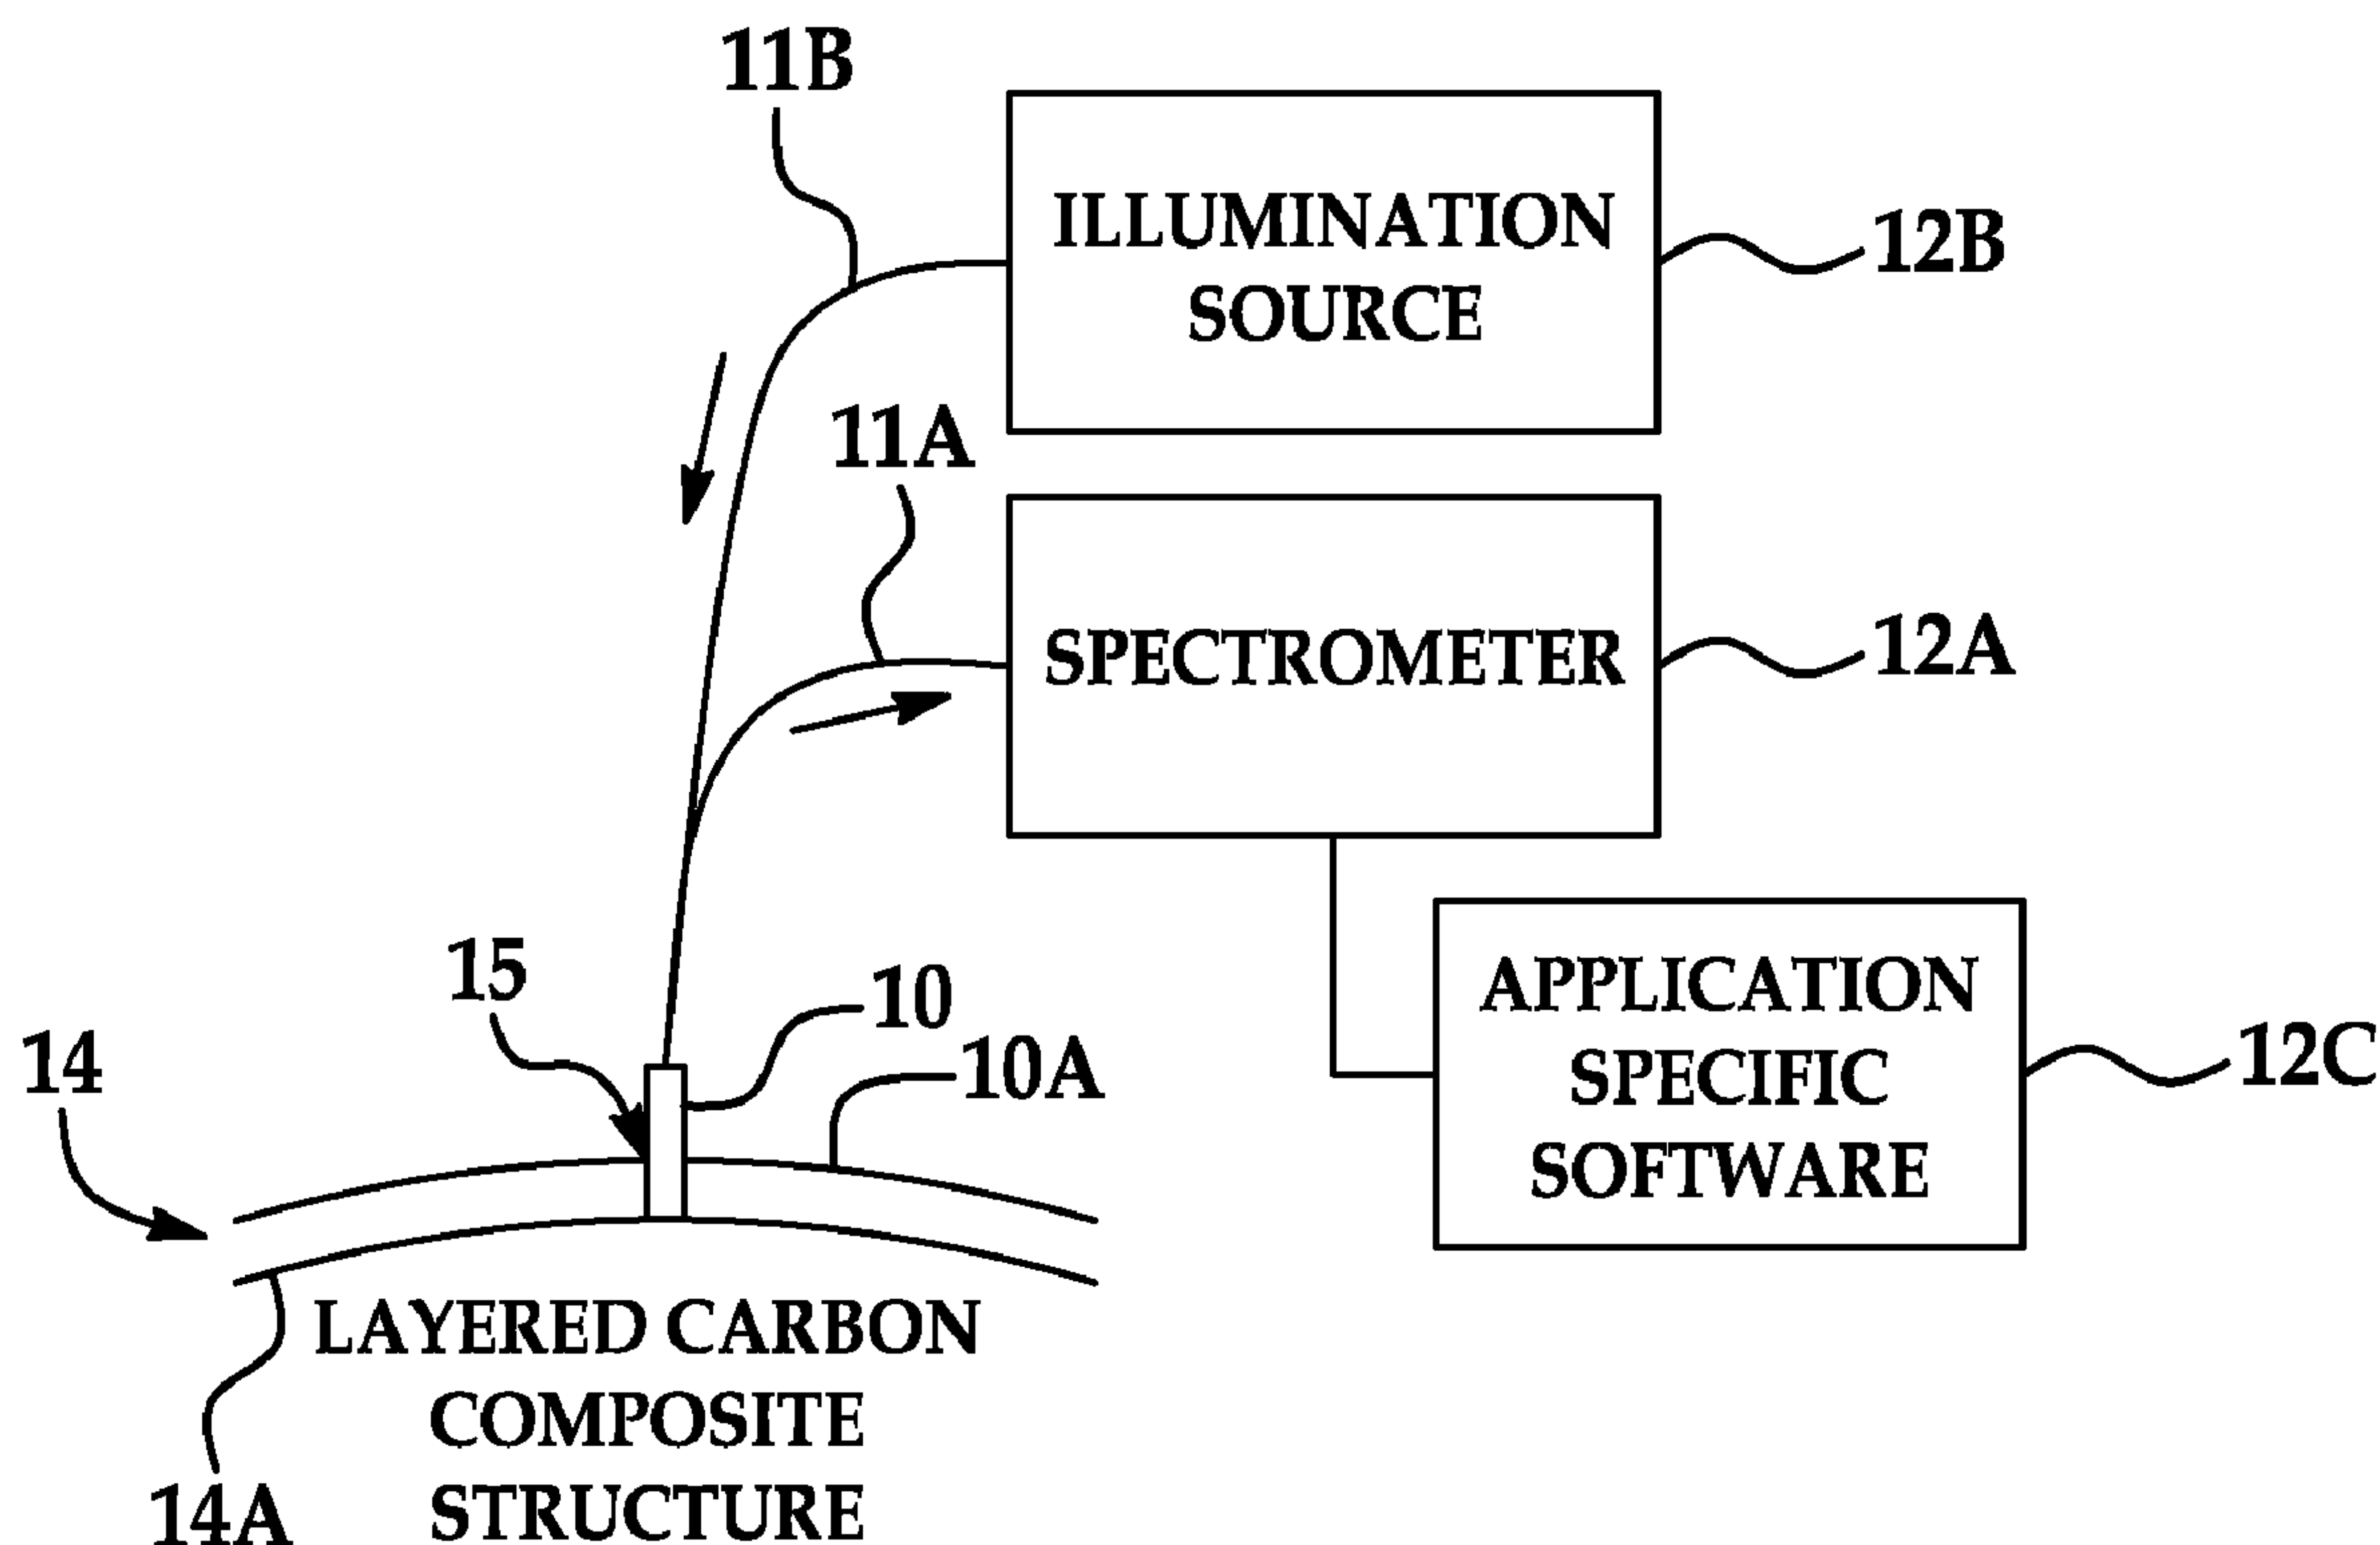 11B
ILLUMINATION
SOURCE
12B
11A
SPECTROMETER
12A
15
10
14
10A
APPLICATION
SPECIFIC
SOFTWARE
12C
LAYERED CARBON
COMPOSITE
STRUCTURE
14A